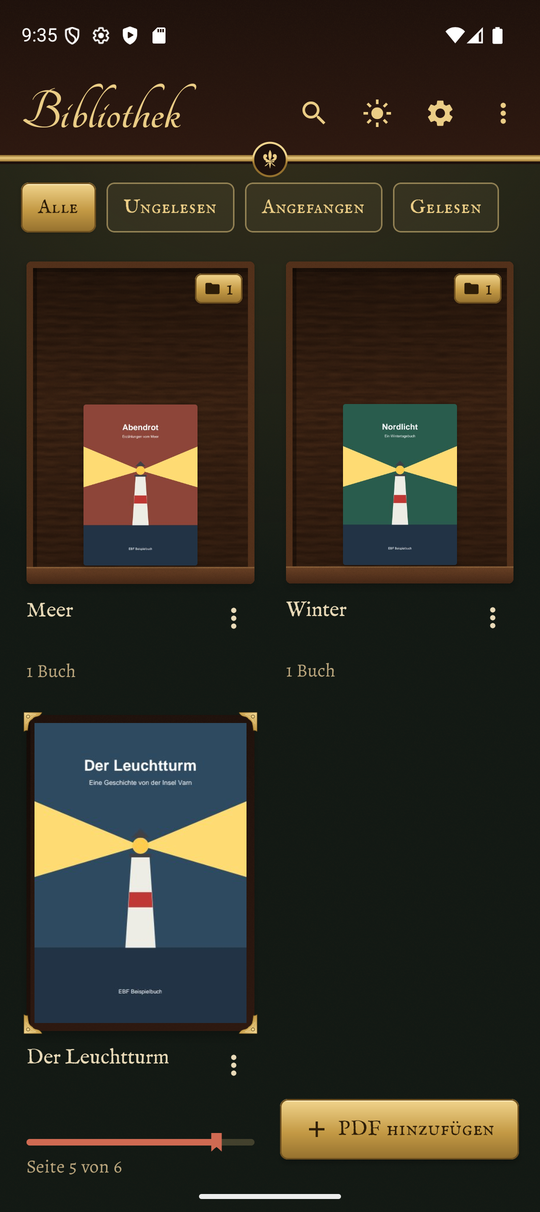 9:35
Bibliothek
Alle
Ungelesen
Angefangen
Gelesen
1
1
Abendrot
Erzählungen vom Meer
EBF Beispielbuch
Nordlicht
Ein Wintertagebuch
EBF Beispielbuch
Meer
Winter
1 Buch
1 Buch
Der Leuchtturm
Eine Geschichte von der Insel Varn
EBF Beispielbuch
Der Leuchtturm
+ PDF hinzufügen
Seite 5 von 6